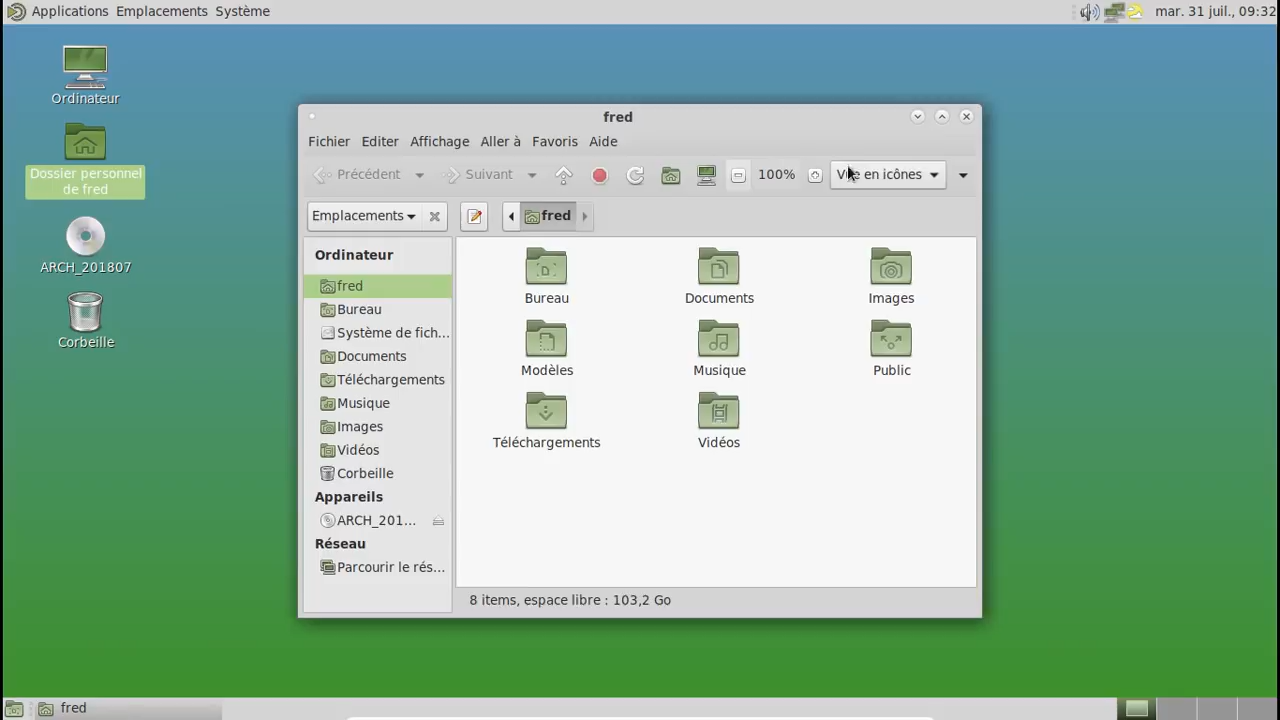 Applications Emplacements Système
mar. 31 juil., 09:32
Ordinateur
Dossier personnel
de fred
ARCH_201807
Corbeille
fred
Fichier Editer Affichage Aller à Favoris Aide
Précédent Suivant 100% Vue en icônes
Emplacements fred
Ordinateur
fred
Bureau
Système de fich...
Documents
Téléchargements
Musique
Images
Vidéos
Corbeille
Appareils
ARCH_201...
Réseau
Parcourir le rés...
Bureau Documents Images
Modèles Musique Public
Téléchargements Vidéos
8 items, espace libre : 103,2 Go
fred